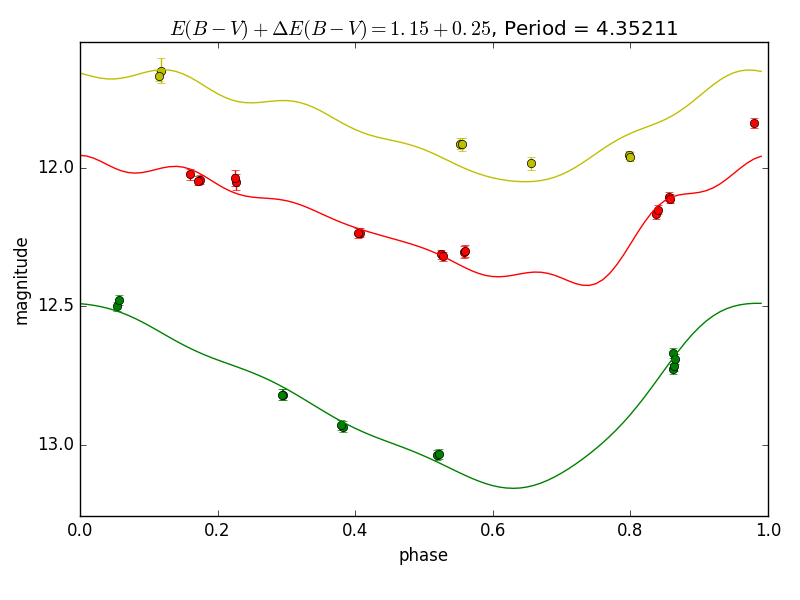 E(B − V) + ΔE(B − V) = 1.15 + 0.25, Period = 4.35211
12.0
12.5
13.0
magnitude
0.0 0.2 0.4 0.6 0.8 1.0
phase